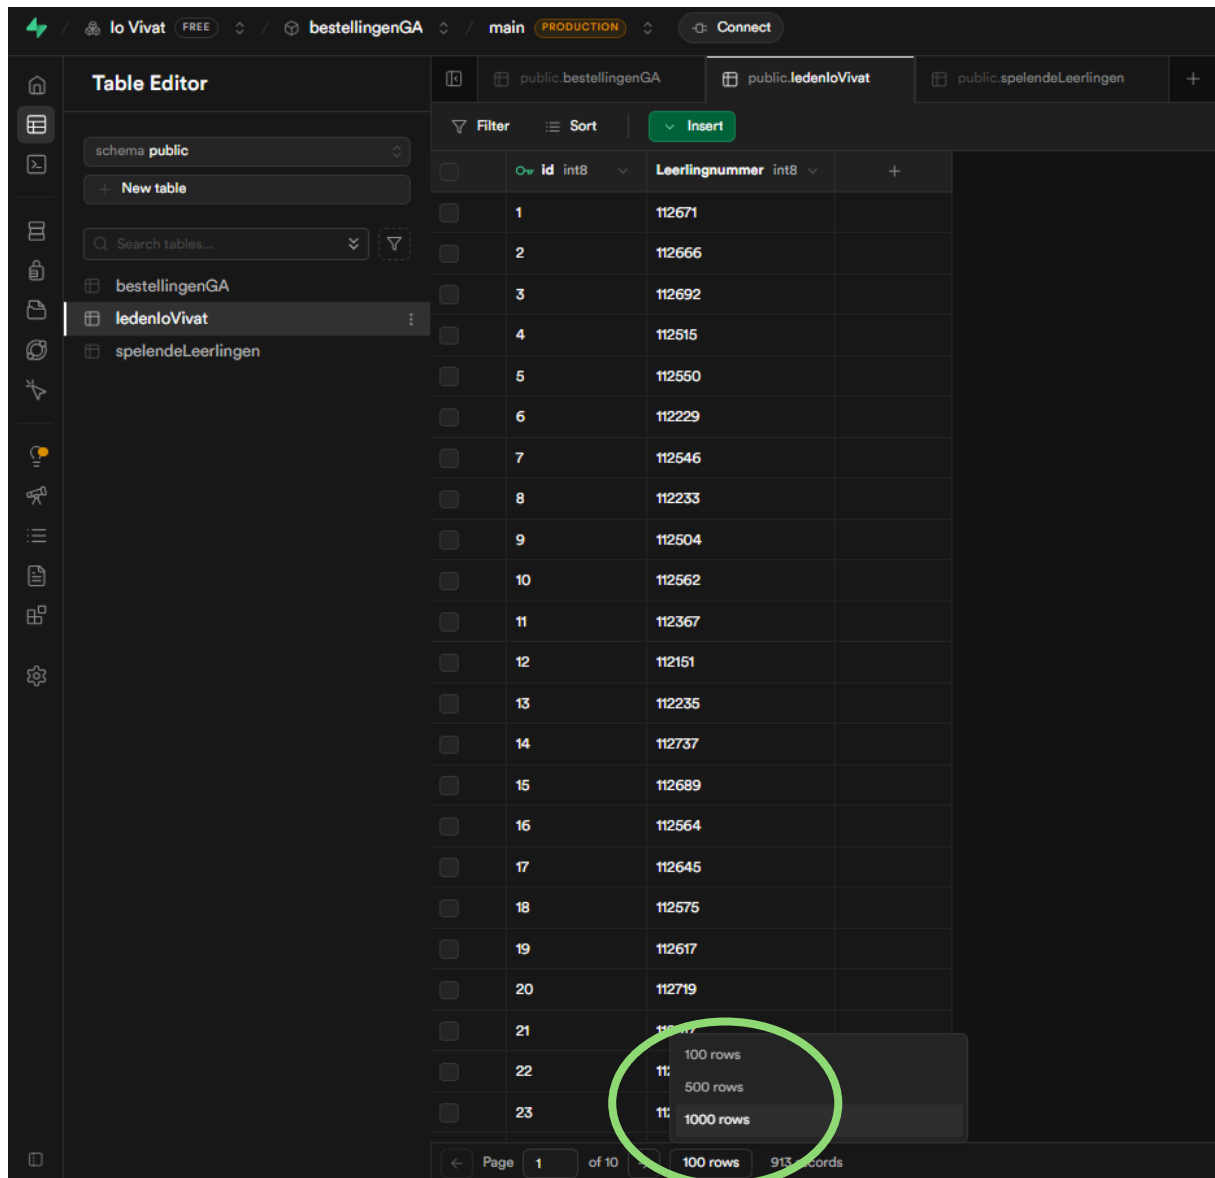 Io Vivat FREE bestellingenGA main PRODUCTION Connect
Table Editor
public.bestellingenGA public.ledenIoVivat public.spelendeLeerlingen
Filter Sort Insert
schema public
New table
Search tables...
bestellingenGA
ledenIoVivat
spelendeLeerlingen
id int8 Leerlingnummer int8
1 112671
2 112666
3 112692
4 112515
5 112550
6 112229
7 112546
8 112233
9 112504
10 112562
11 112367
12 112151
13 112235
14 112737
15 112689
16 112564
17 112645
18 112575
19 112617
20 112719
21
22
23
100 rows
500 rows
1000 rows
Page 1 of 10 100 rows 913 records